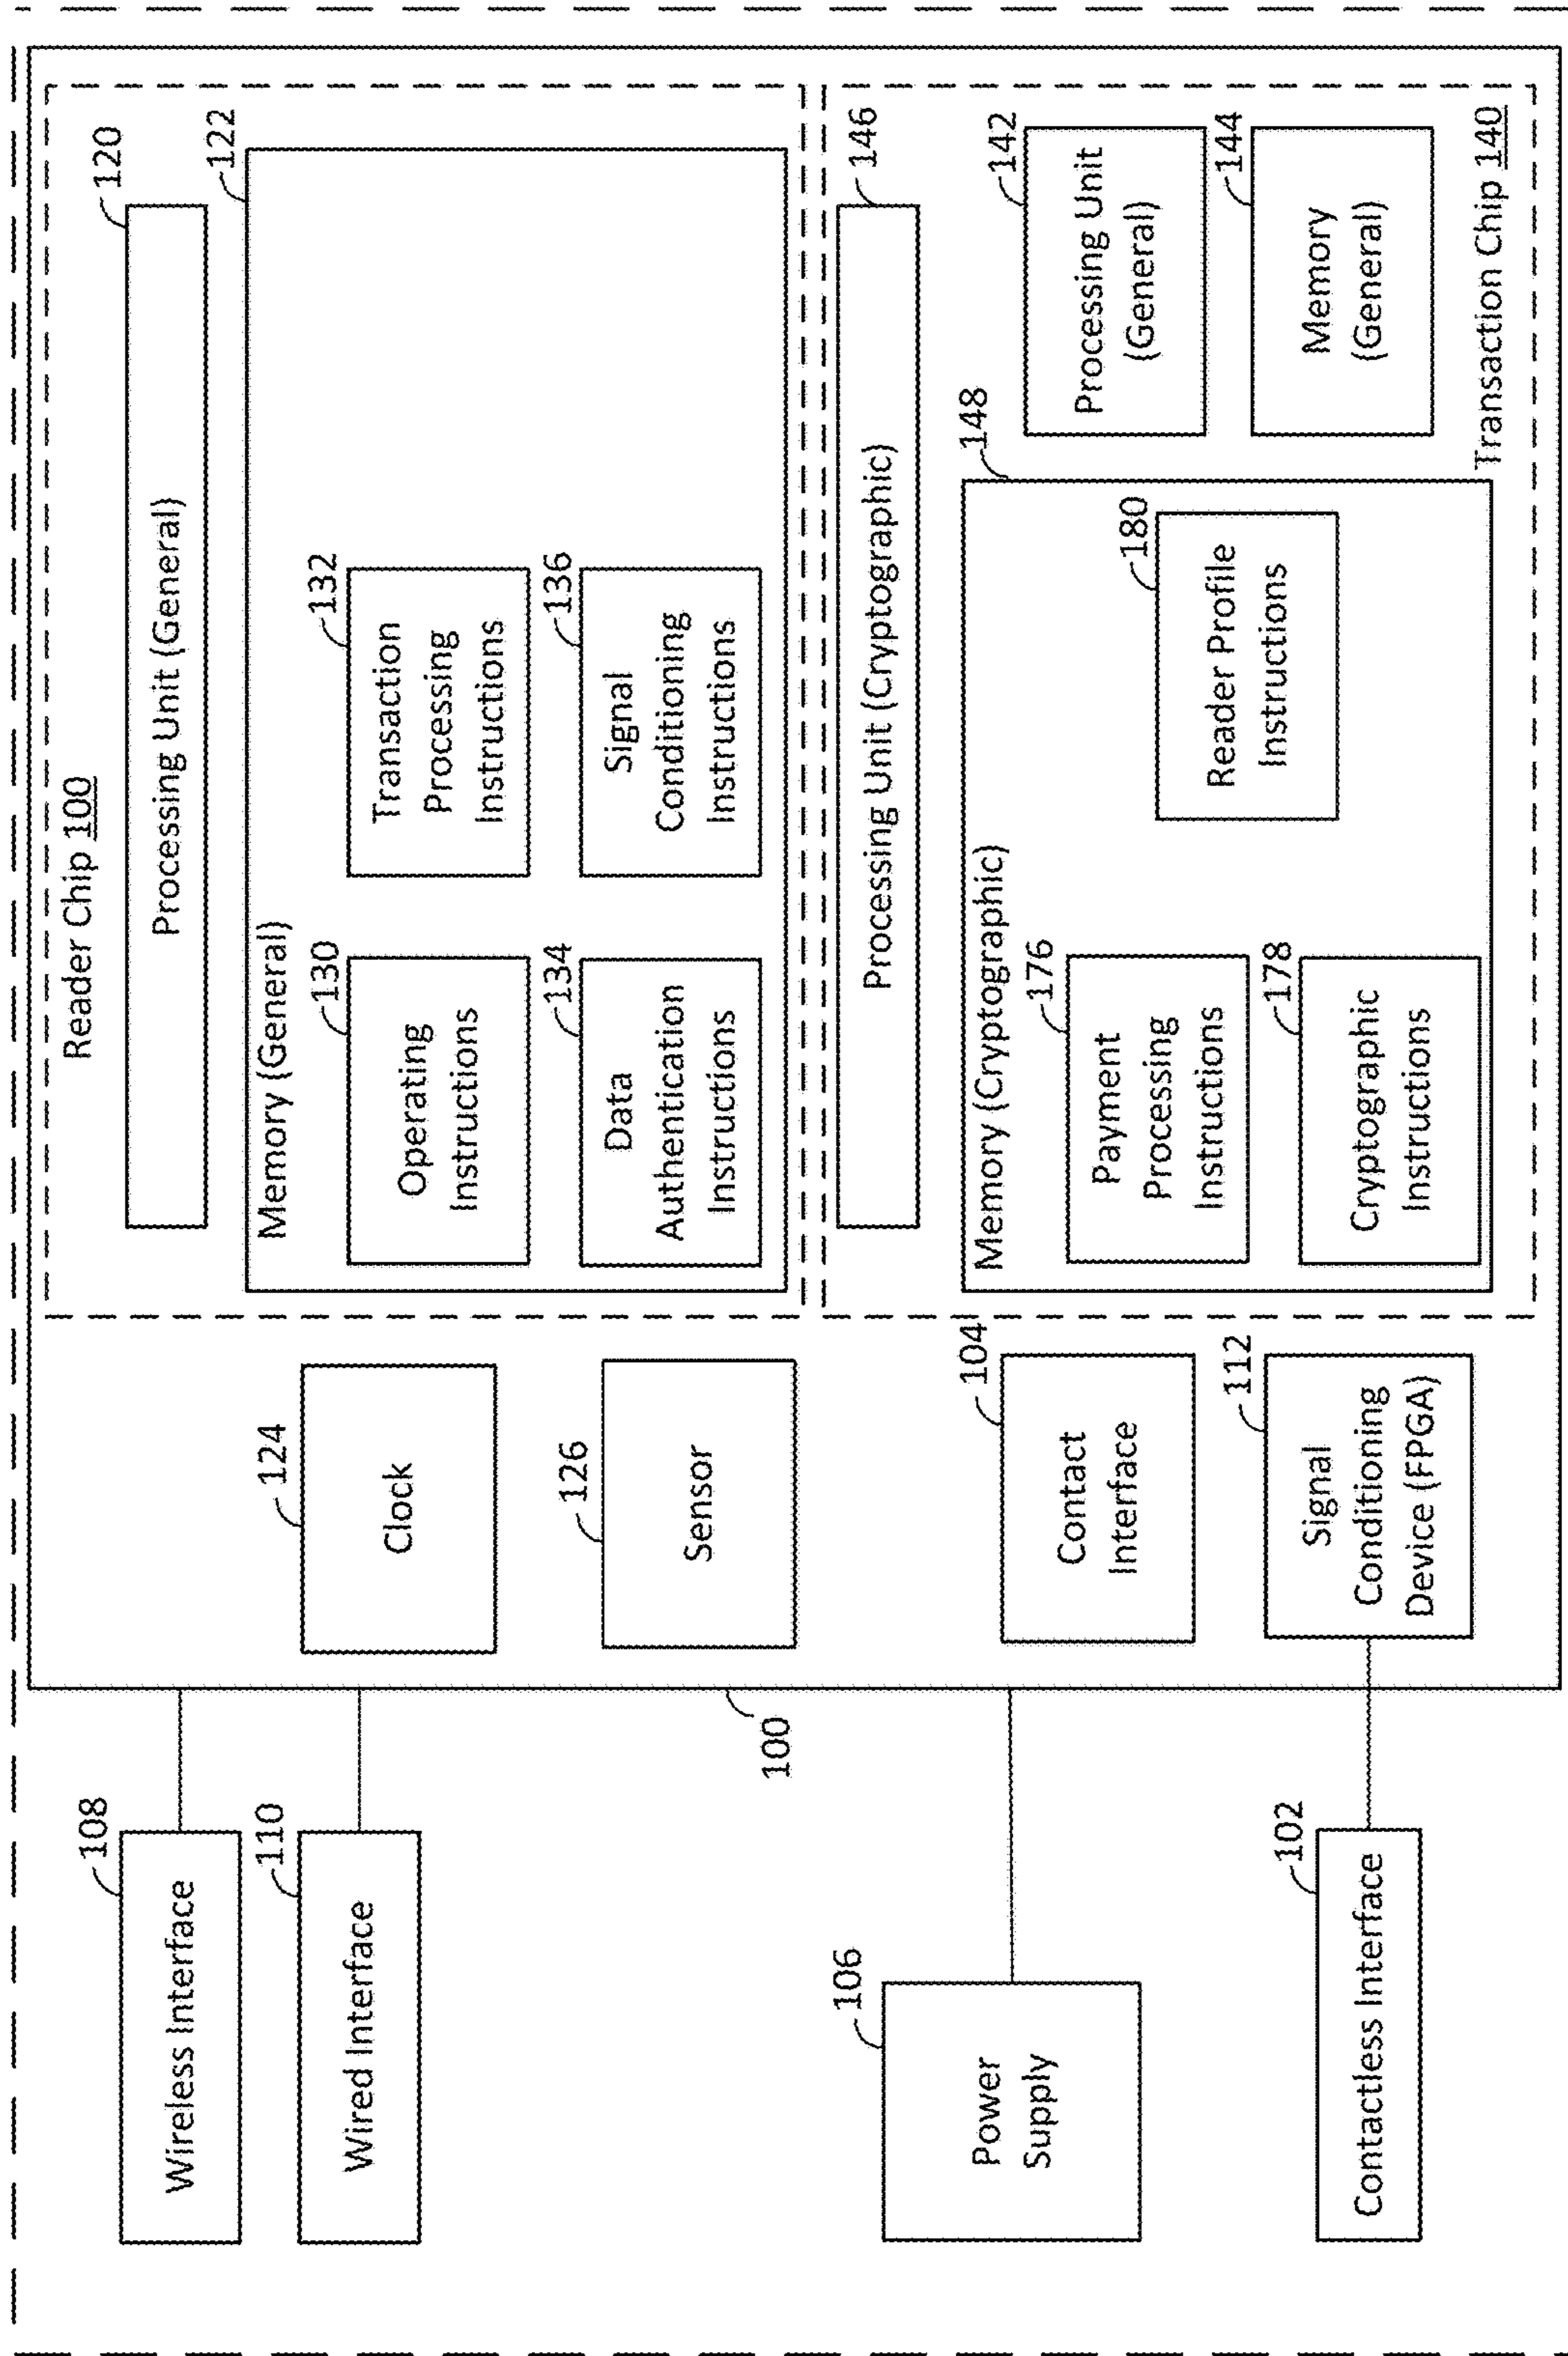 108
Wireless Interface
110
Wired Interface
106
Power
Supply
102
Contactless Interface
100
124
Clock
126
Sensor
104
Contact
Interface
112
Signal
Conditioning
Device (FPGA)
Reader Chip 100
120
Processing Unit (General)
122
Memory (General)
130
Operating
Instructions
132
Transaction
Processing
Instructions
134
Data
Authentication
Instructions
136
Signal
Conditioning
Instructions
146
Processing Unit (Cryptographic)
148
Memory (Cryptographic)
176
Payment
Processing
Instructions
178
Cryptographic
Instructions
180
Reader Profile
Instructions
142
Processing Unit
(General)
144
Memory
(General)
Transaction Chip 140